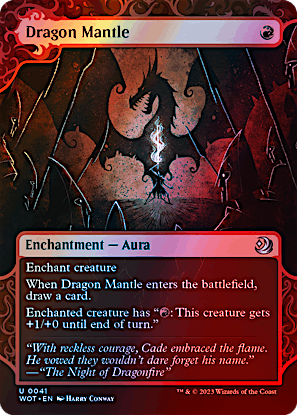 Dragon Mantle
Enchantment — Aura
Enchant creature
When Dragon Mantle enters the battlefield,
draw a card.
Enchanted creature has “: This creature gets
+1/+0 until end of turn.”
“With reckless courage, Cade embraced the flame.
He vowed they wouldn’t dare forget his name.”
—“The Night of Dragonfire”
U 0041
WOT • EN HARRY CONWAY
™ & © 2023 Wizards of the Coast